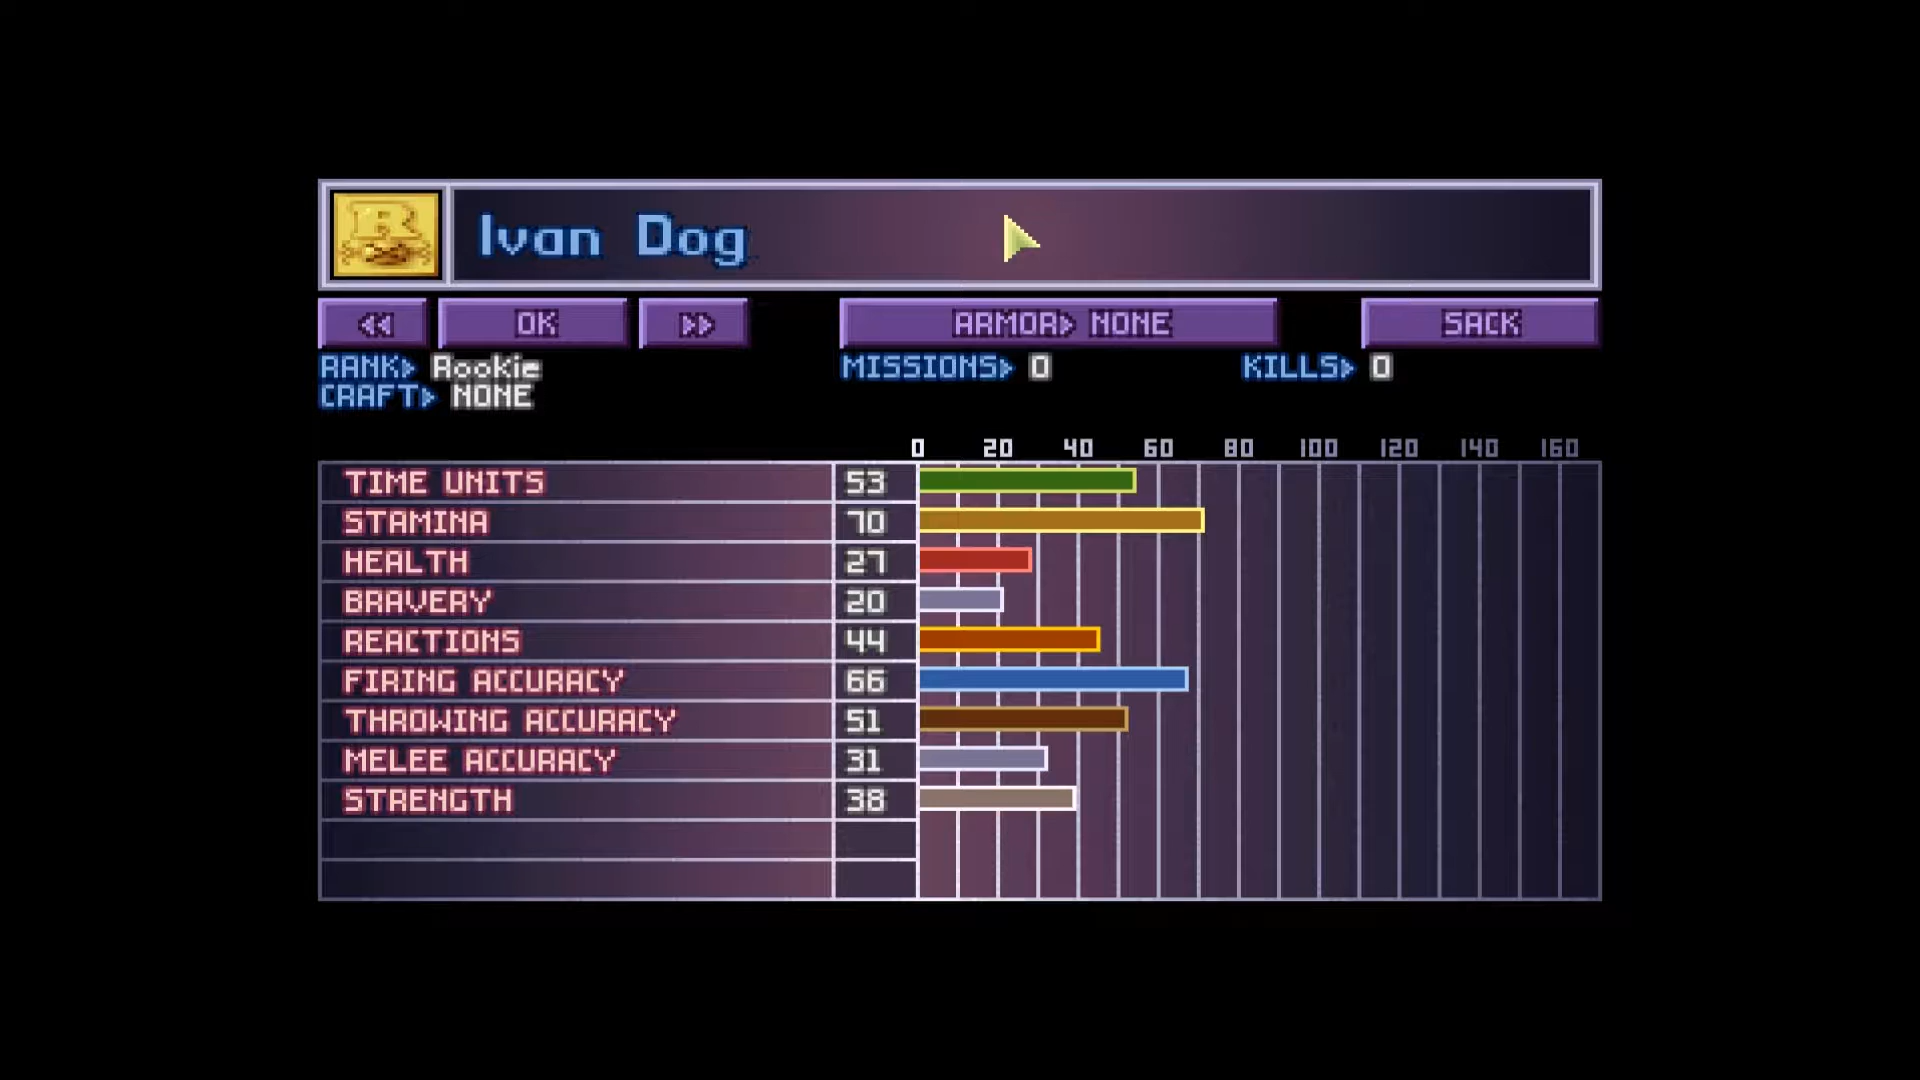 R
Ivan Dog
OK
ARMOR> NONE
SACK
RANK> Rookie
MISSIONS> 0
KILLS> 0
CRAFT> NONE
0 20 40 60 80 100 120 140 160
TIME UNITS 53
STAMINA 70
HEALTH 27
BRAVERY 20
REACTIONS 44
FIRING ACCURACY 66
THROWING ACCURACY 51
MELEE ACCURACY 31
STRENGTH 38